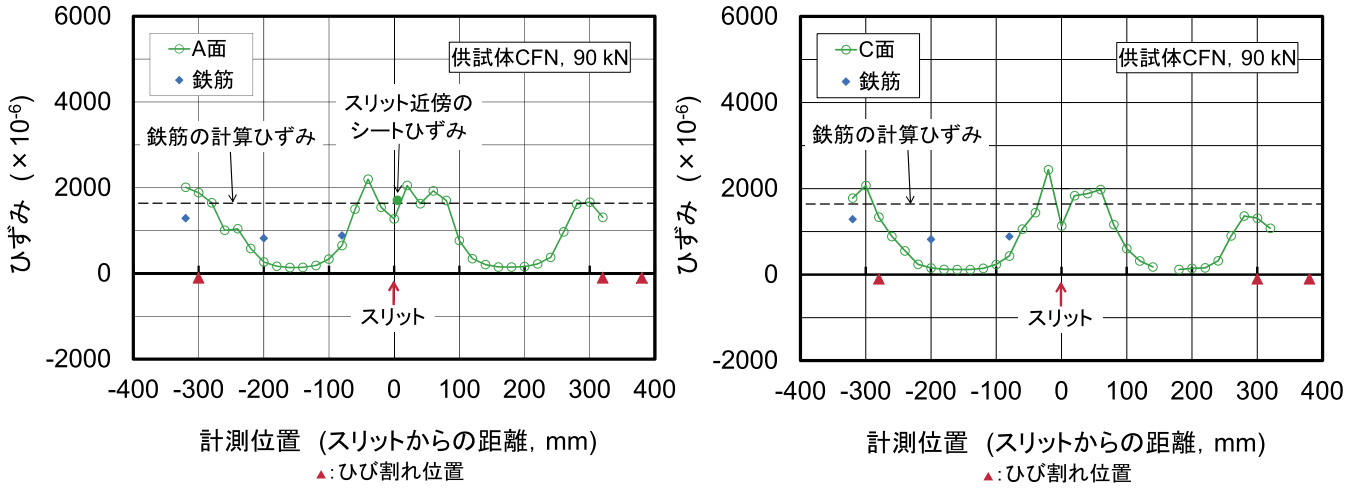 6000
4000
2000
0
-2000
ひずみ (×10-6)
A面
鉄筋
供試体CFN, 90 kN
スリット近傍の
シートひずみ
鉄筋の計算ひずみ
スリット
-400 -300 -200 -100 0 100 200 300 400
計測位置 (スリットからの距離, mm)
▲:ひび割れ位置
6000
4000
2000
0
-2000
ひずみ (×10-6)
C面
鉄筋
供試体CFN, 90 kN
鉄筋の計算ひずみ
スリット
-400 -300 -200 -100 0 100 200 300 400
計測位置 (スリットからの距離, mm)
▲:ひび割れ位置